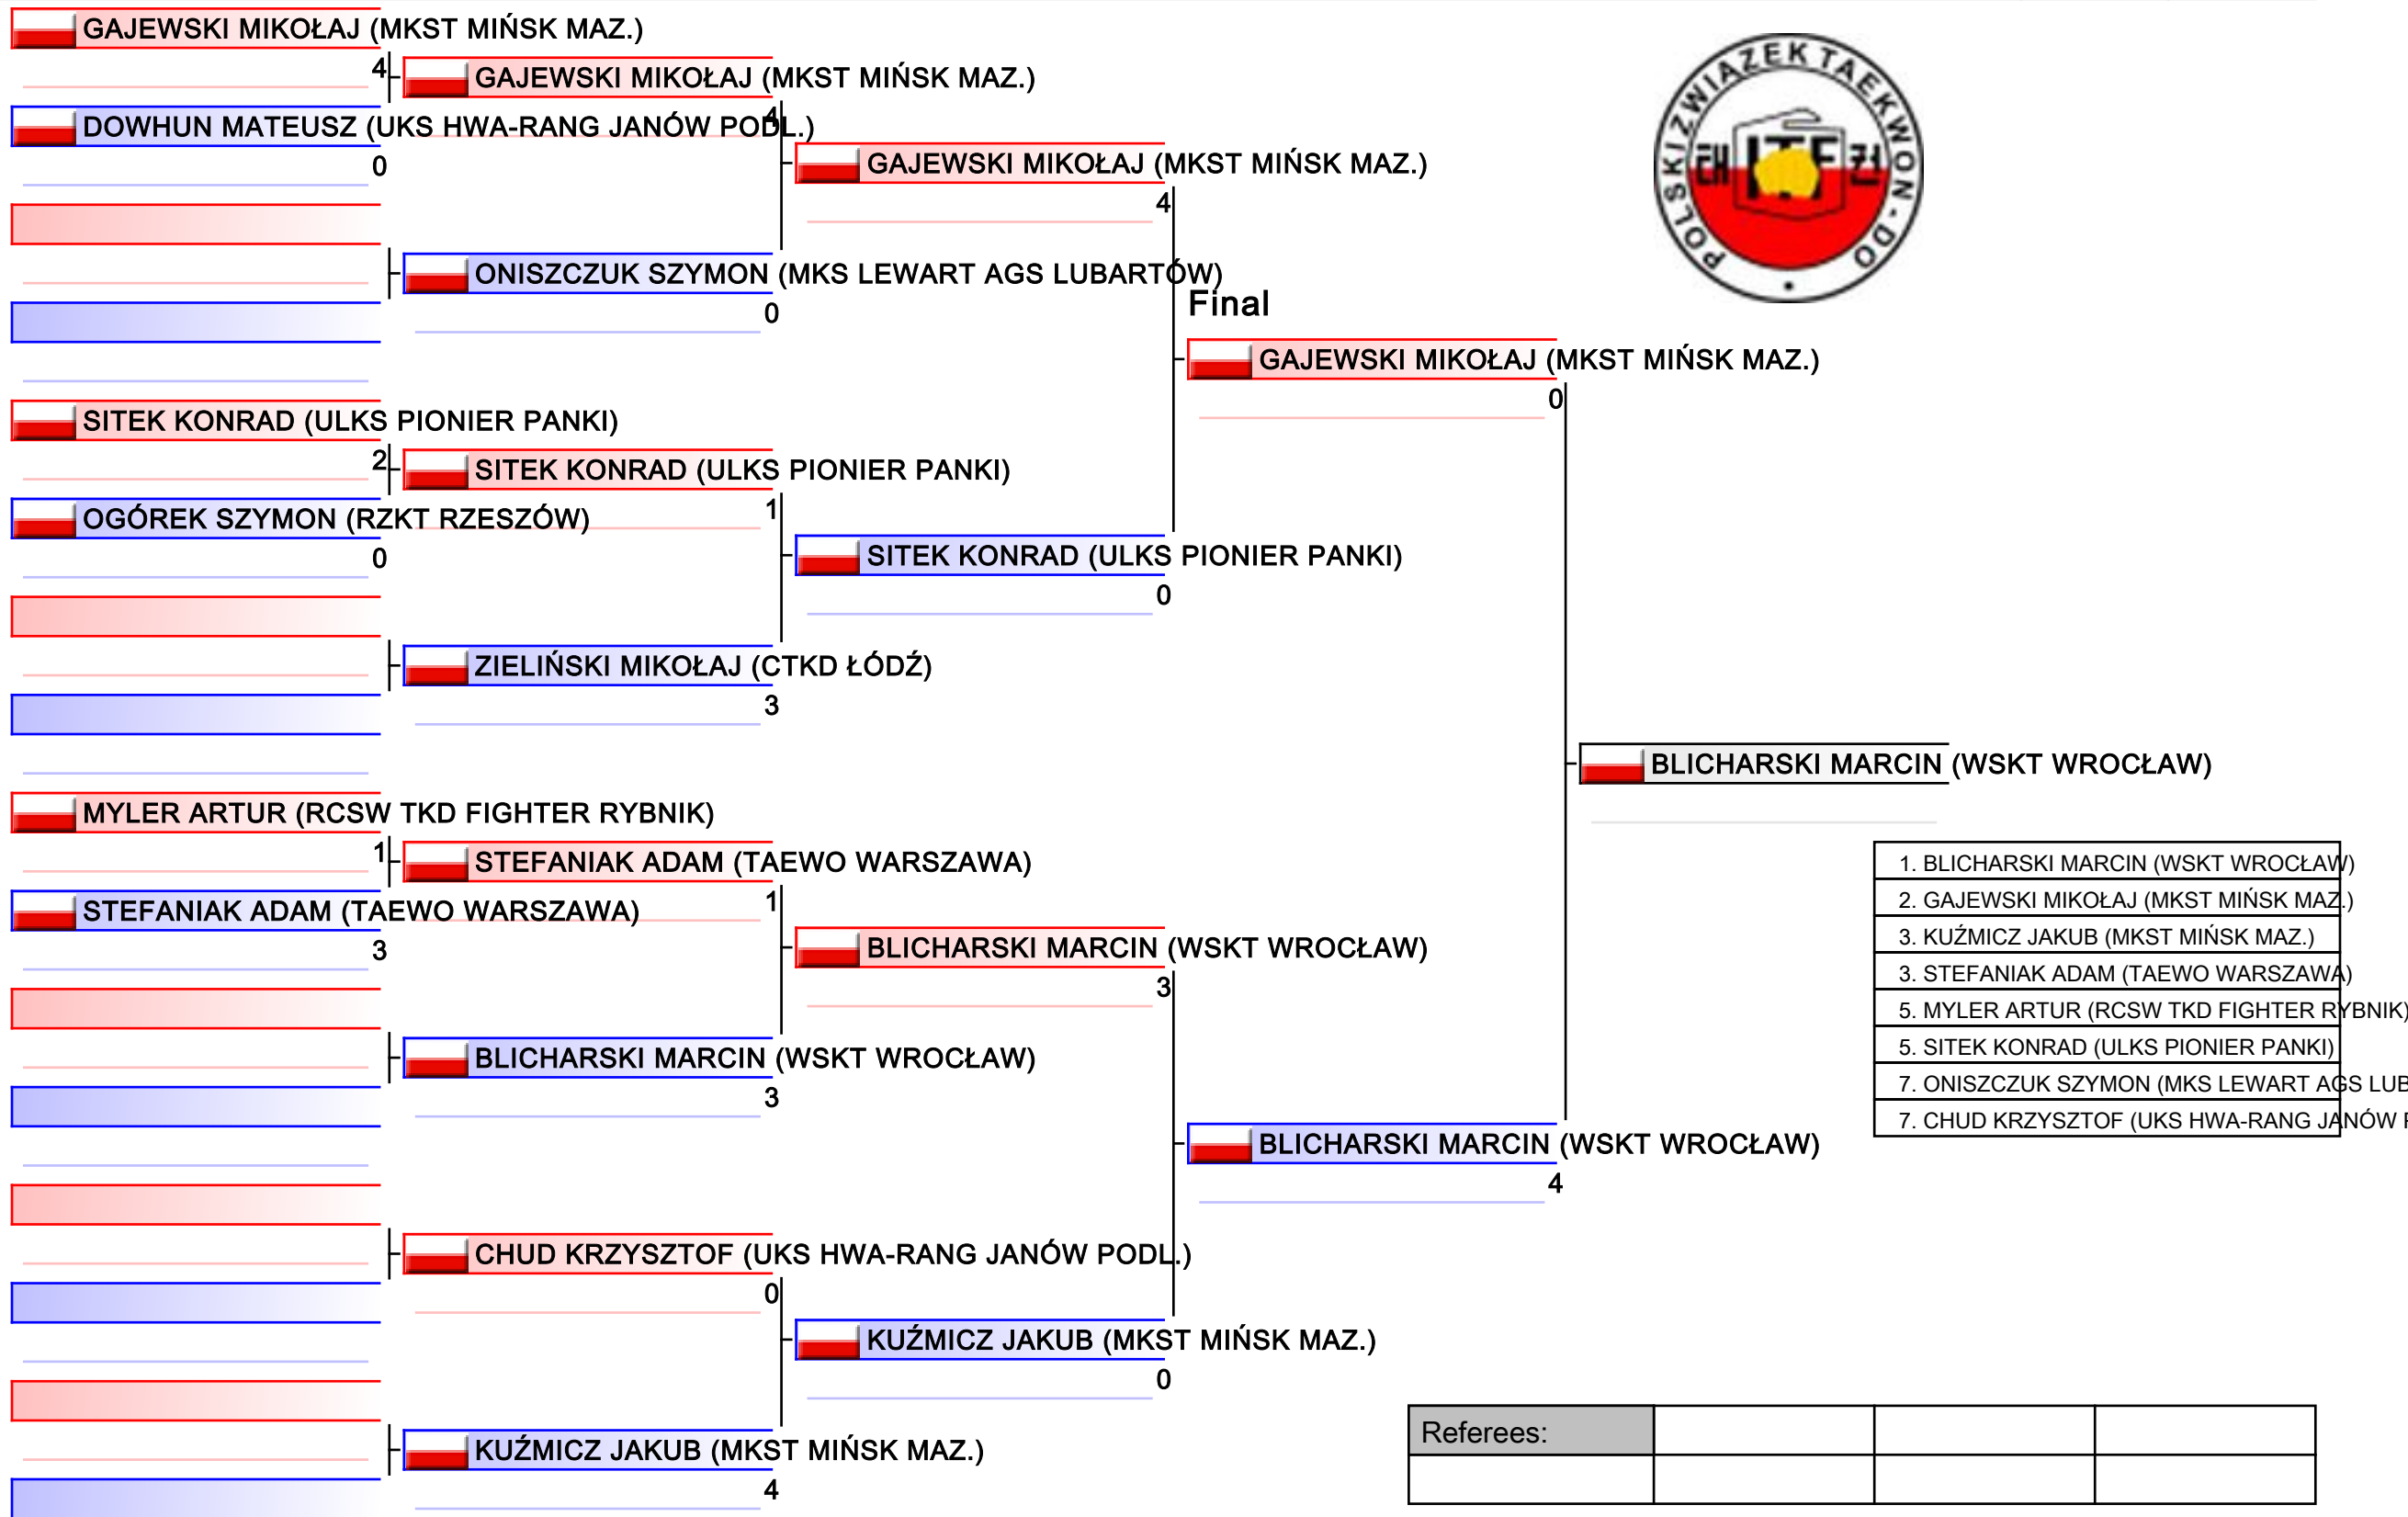 GAJEWSKI MIKOŁAJ (MKST MIŃSK MAZ.)
4
DOWHUN MATEUSZ (UKS HWA-RANG JANÓW PODL.)
0
SITEK KONRAD (ULKS PIONIER PANKI)
2
OGÓREK SZYMON (RZKT RZESZÓW)
0
MYLER ARTUR (RCSW TKD FIGHTER RYBNIK)
1
STEFANIAK ADAM (TAEWO WARSZAWA)
3
GAJEWSKI MIKOŁAJ (MKST MIŃSK MAZ.)
4
ONISZCZUK SZYMON (MKS LEWART AGS LUBARTÓW)
0
SITEK KONRAD (ULKS PIONIER PANKI)
1
ZIELIŃSKI MIKOŁAJ (CTKD ŁÓDŹ)
3
STEFANIAK ADAM (TAEWO WARSZAWA)
1
BLICHARSKI MARCIN (WSKT WROCŁAW)
3
CHUD KRZYSZTOF (UKS HWA-RANG JANÓW PODL.)
0
KUŹMICZ JAKUB (MKST MIŃSK MAZ.)
4
GAJEWSKI MIKOŁAJ (MKST MIŃSK MAZ.)
4
SITEK KONRAD (ULKS PIONIER PANKI)
0
BLICHARSKI MARCIN (WSKT WROCŁAW)
3
KUŹMICZ JAKUB (MKST MIŃSK MAZ.)
0
Final
GAJEWSKI MIKOŁAJ (MKST MIŃSK MAZ.)
0
BLICHARSKI MARCIN (WSKT WROCŁAW)
4
BLICHARSKI MARCIN (WSKT WROCŁAW)
POLSKI ZWIAZEK TAEKWON-DO
ITF
1. BLICHARSKI MARCIN (WSKT WROCŁAW)
2. GAJEWSKI MIKOŁAJ (MKST MIŃSK MAZ.)
3. KUŹMICZ JAKUB (MKST MIŃSK MAZ.)
3. STEFANIAK ADAM (TAEWO WARSZAWA)
5. MYLER ARTUR (RCSW TKD FIGHTER RYBNIK)
5. SITEK KONRAD (ULKS PIONIER PANKI)
7. ONISZCZUK SZYMON (MKS LEWART AGS LUB
7. CHUD KRZYSZTOF (UKS HWA-RANG JANÓW
Referees: